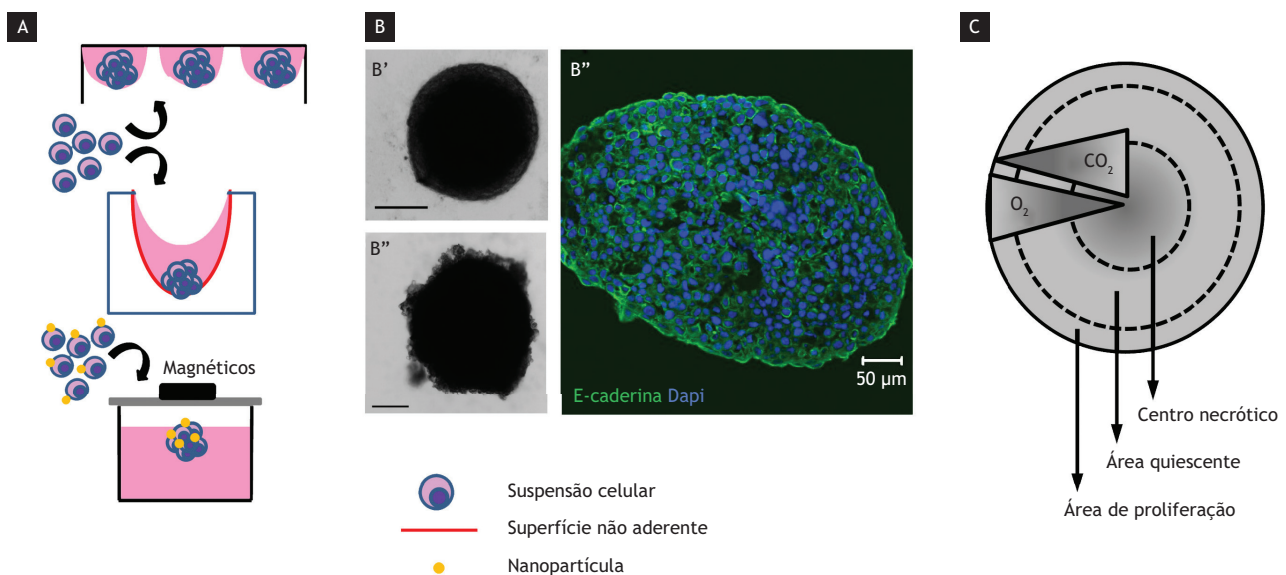 A
Magnéticos
B
B'
B"
B"
E-caderina Dapi
50 µm
Suspensão celular
Superfície não aderente
Nanopartícula
C
CO₂
O₂
Centro necrótico
Área quiescente
Área de proliferação